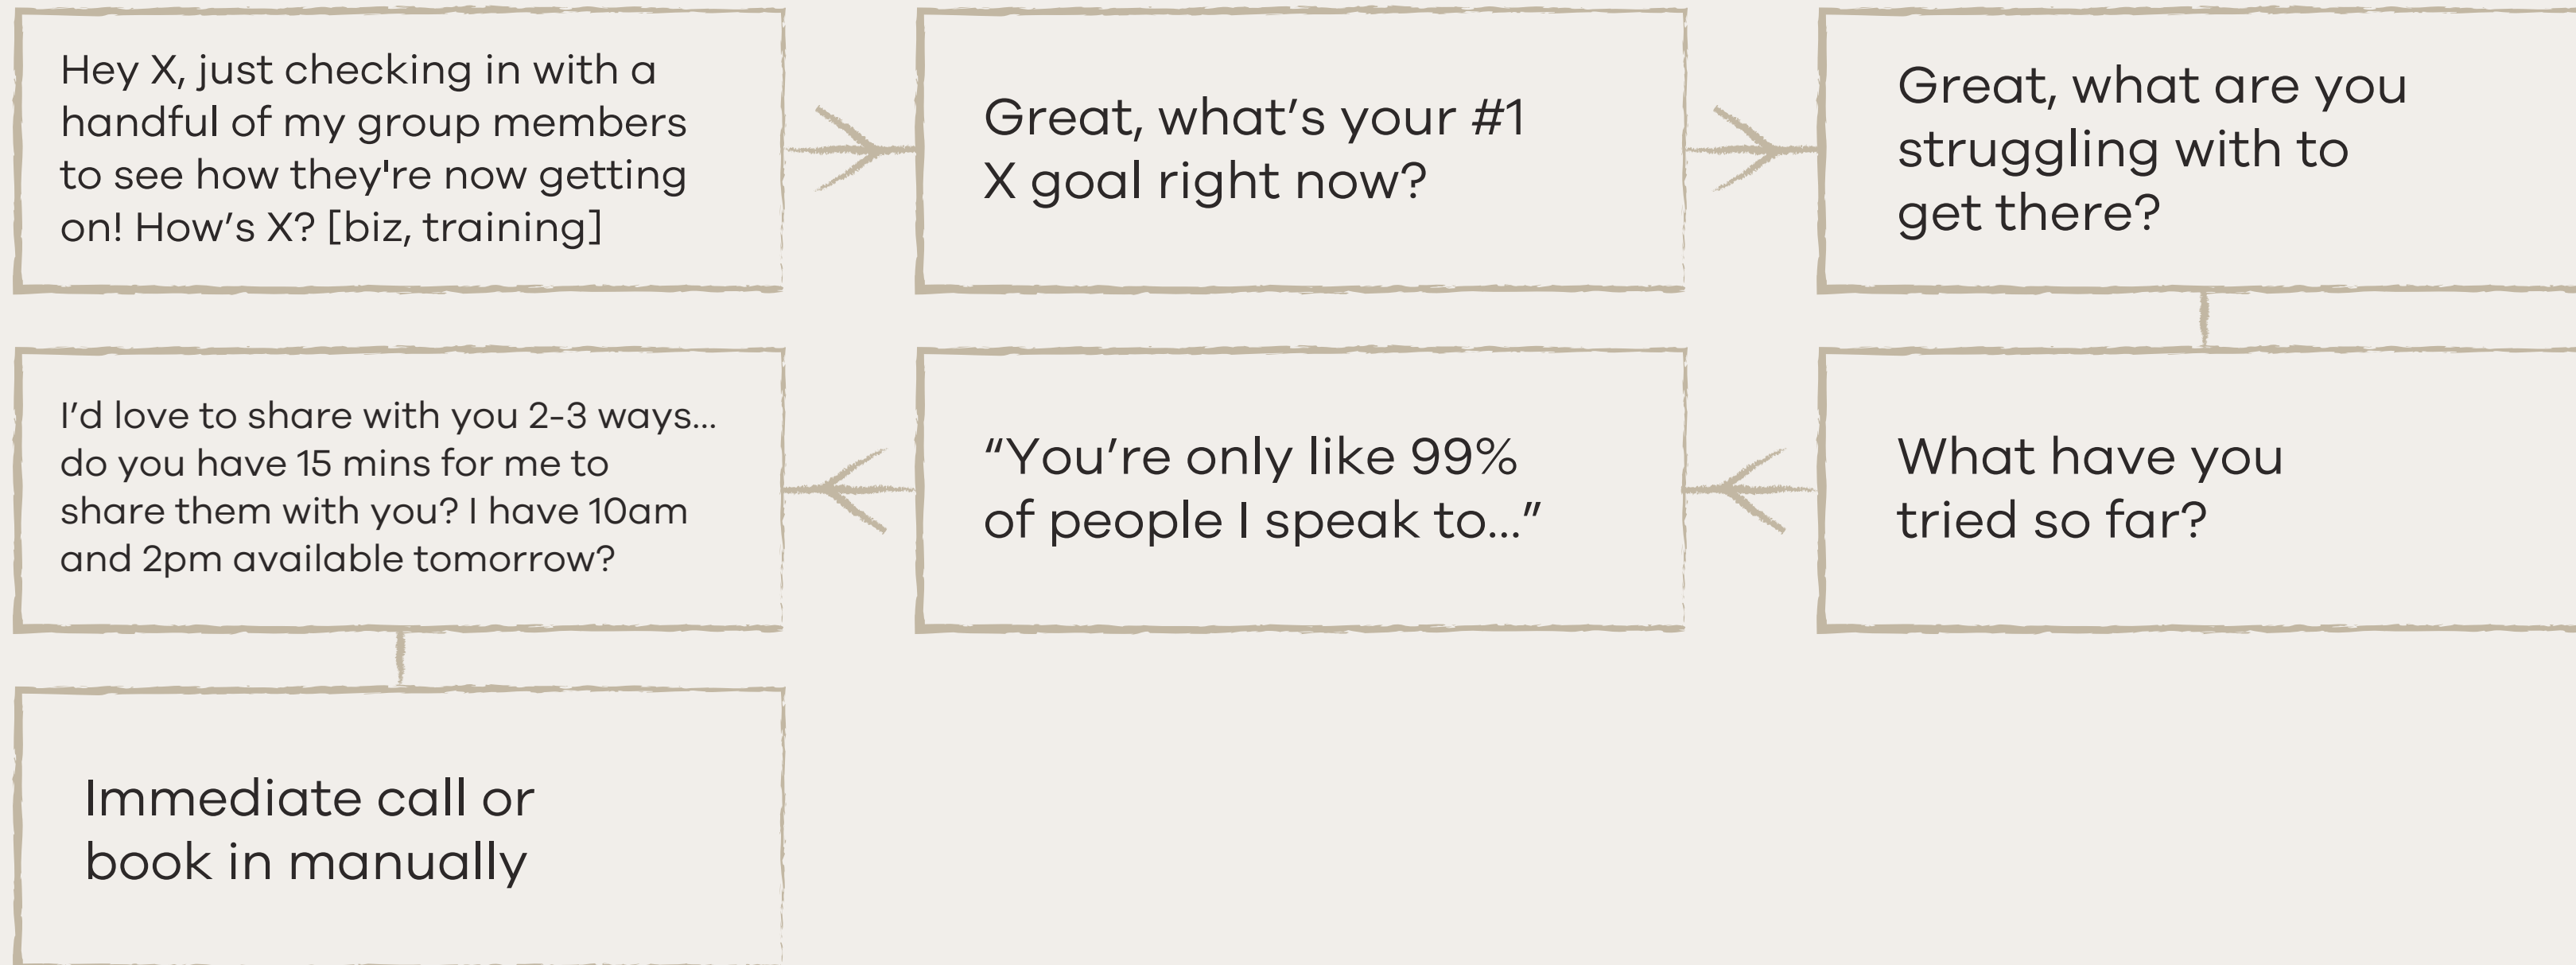 Hey X, just checking in with a
handful of my group members
to see how they're now getting
on! How’s X? [biz, training]
Great, what’s your #1
X goal right now?
Great, what are you
struggling with to
get there?
What have you
tried so far?
“You’re only like 99%
of people I speak to...”
I’d love to share with you 2-3 ways...
do you have 15 mins for me to
share them with you? I have 10am
and 2pm available tomorrow?
Immediate call or
book in manually